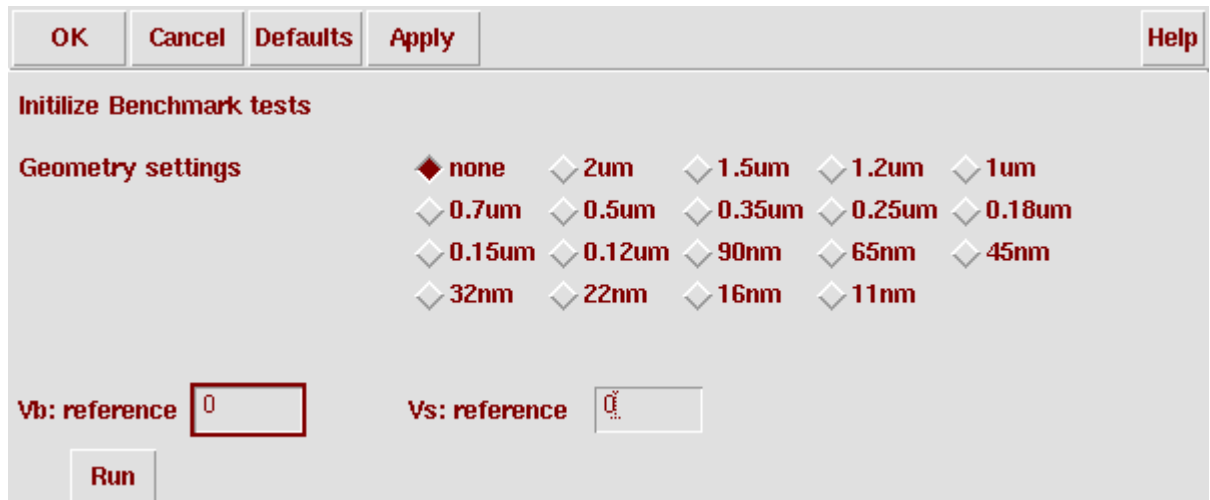 OK Cancel Defaults Apply Help
Initilize Benchmark tests
Geometry settings none 2um 1.5um 1.2um 1um
0.7um 0.5um 0.35um 0.25um 0.18um
0.15um 0.12um 90nm 65nm 45nm
32nm 22nm 16nm 11nm
Vb: reference 0 Vs: reference 0
Run